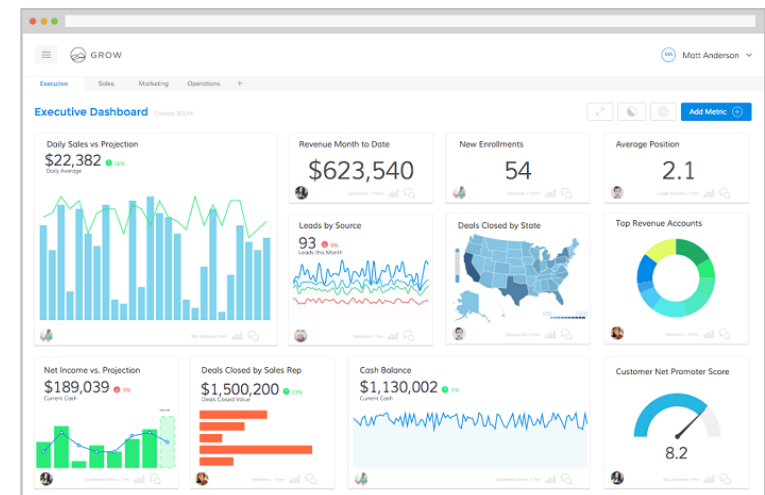 GROW
MA Matt Anderson
Executive Sales Marketing Operations +
Executive Dashboard
Add Metric
Daily Sales vs Projection
$22,382
Daily Average
Revenue Month to Date
$623,540
New Enrollments
54
Average Position
2.1
Leads by Source
93 9%
Leads this Month
Deals Closed by State
Top Revenue Accounts
Net Income vs. Projection
$189,039
Current Cash
Deals Closed by Sales Rep
$1,500,200 23%
Deals Closed Value
Cash Balance
$1,130,002
Current Cash
Customer Net Promoter Score
8.2